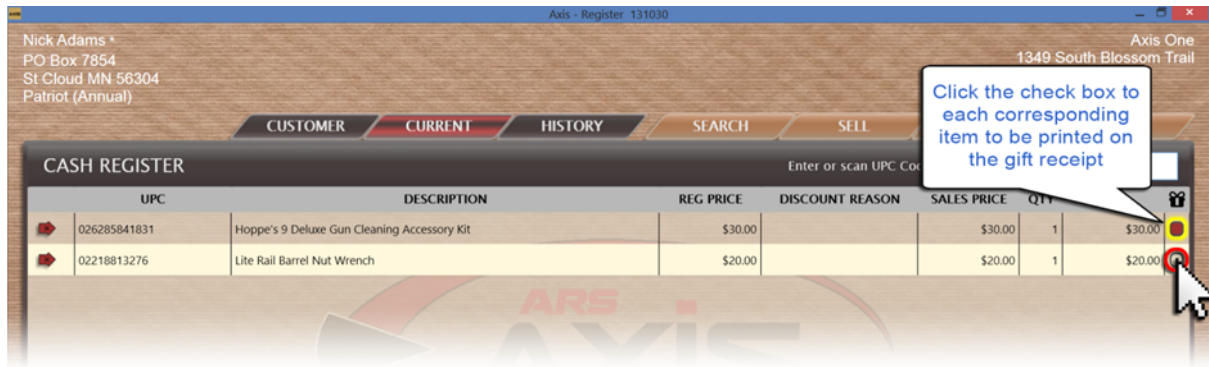 Axis - Register 131030
Nick Adams *
PO Box 7854
St Cloud MN 56304
Patriot (Annual)
Axis One
1349 South Blossom Trail
Click the check box to
each corresponding
item to be printed on
the gift receipt
CUSTOMER CURRENT HISTORY SEARCH SELL
CASH REGISTER Enter or scan UPC Co
UPC DESCRIPTION REG PRICE DISCOUNT REASON SALES PRICE QTY
026285841831 Hoppe's 9 Deluxe Gun Cleaning Accessory Kit $30.00 $30.00 1 $30.00
02218813276 Lite Rail Barrel Nut Wrench $20.00 $20.00 1 $20.00
ARS
AXIS